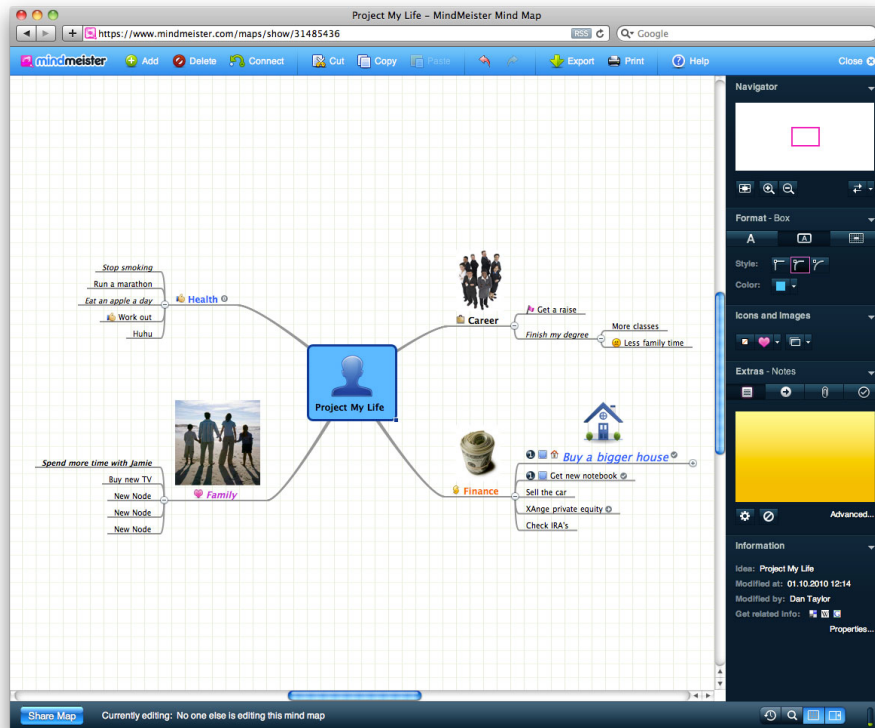 Project My Life – MindMeister Mind Map
https://www.mindmeister.com/maps/show/31485436
RSS
Google
mindmeister
Add
Delete
Connect
Cut
Copy
Paste
Export
Print
Help
Close
Navigator
Format - Box
A
A
Style:
Color:
Icons and Images
Extras - Notes
Advanced...
Information
Idea: Project My Life
Modified at: 01.10.2010 12:14
Modified by: Dan Taylor
Get related info: W G
Properties...
Stop smoking
Run a marathon
Eat an apple a day
Work out
Huhu
Health
Career
Get a raise
Finish my degree
More classes
Less family time
Project My Life
Spend more time with Jamie
Buy new TV
New Node
New Node
New Node
Family
Finance
1 Buy a bigger house
1 Get new notebook
Sell the car
XAnge private equity
Check IRA's
Share Map
Currently editing: No one else is editing this mind map